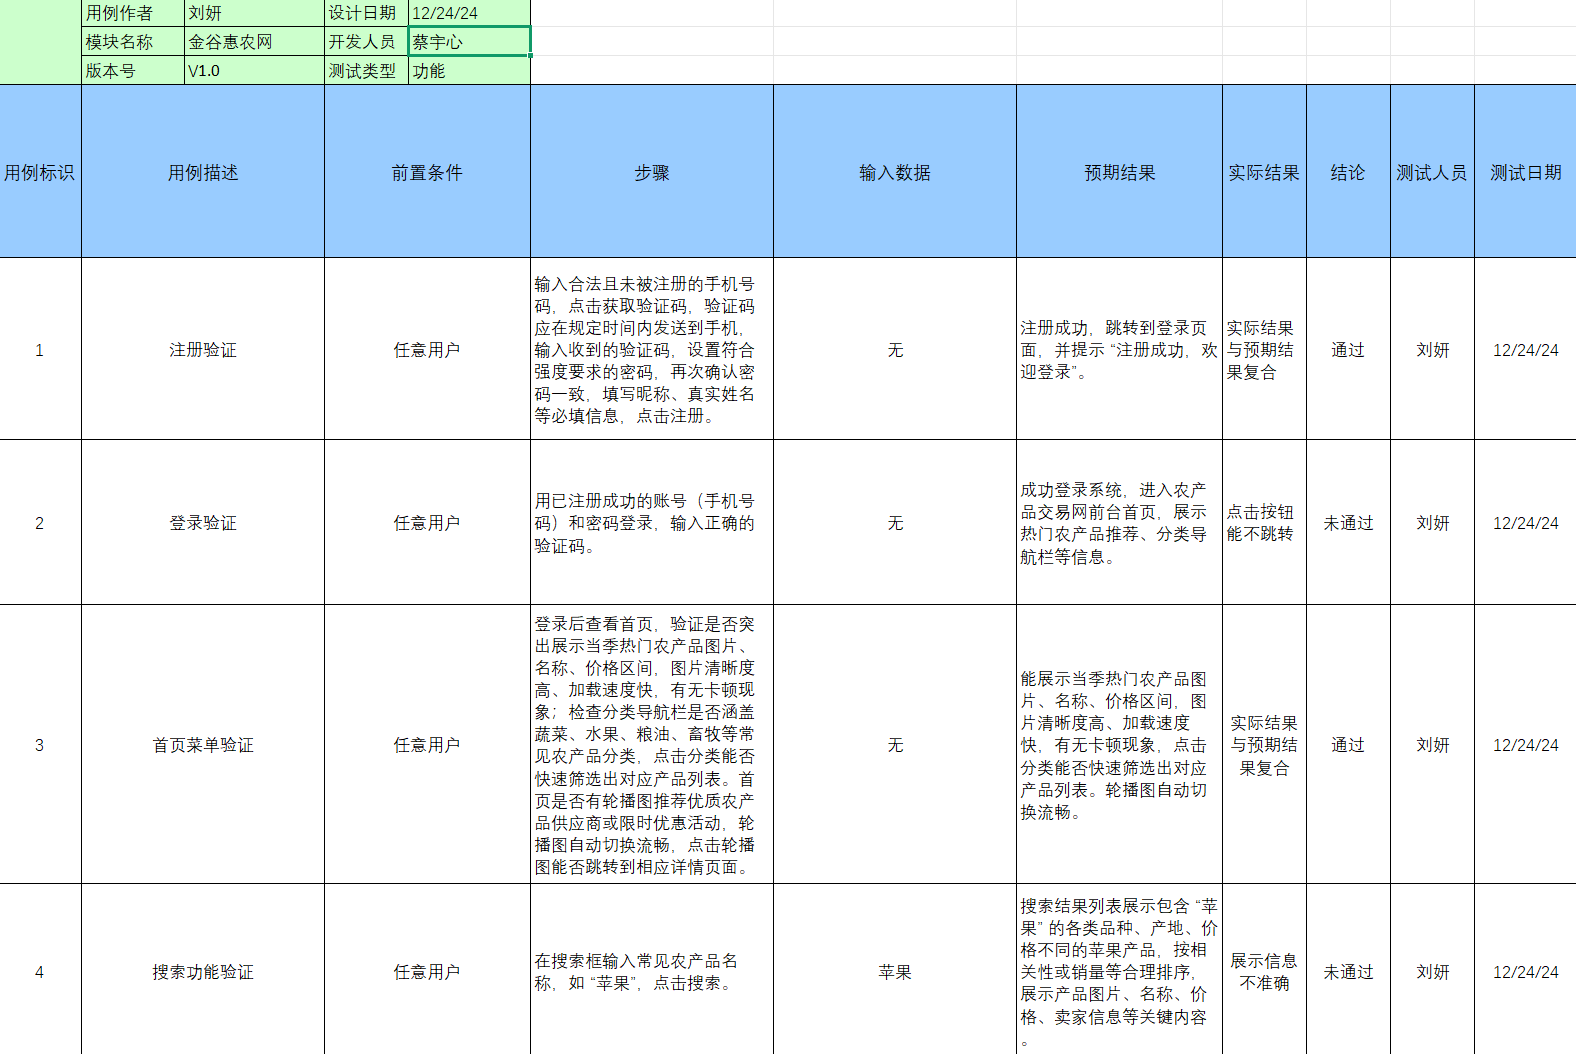 用例作者 刘妍 设计日期 12/24/24
模块名称 金谷惠农网 开发人员 蔡宇心
版本号 V1.0 测试类型 功能
用例标识 用例描述 前置条件 步骤 输入数据 预期结果 实际结果 结论 测试人员 测试日期
1
注册验证
任意用户
输入合法且未被注册的手机号
码，点击获取验证码，验证码
应在规定时间内发送到手机，
输入收到的验证码，设置符合
强度要求的密码，再次确认密
码一致，填写昵称、真实姓名
等必填信息，点击注册。
无
注册成功，跳转到登录页
面，并提示 “注册成功，欢
迎登录”。
实际结果
与预期结
果复合
通过
刘妍
12/24/24
2
登录验证
任意用户
用已注册成功的账号（手机号
码）和密码登录，输入正确的
验证码。
无
成功登录系统，进入农产
品交易网前台首页，展示
热门农产品推荐、分类导
航栏等信息。
点击按钮
能不跳转
未通过
刘妍
12/24/24
3
首页菜单验证
任意用户
登录后查看首页，验证是否突
出展示当季热门农产品图片、
名称、价格区间，图片清晰度
高、加载速度快，有无卡顿现
象；检查分类导航栏是否涵盖
蔬菜、水果、粮油、畜牧等常
见农产品分类，点击分类能否
快速筛选出对应产品列表。首
页是否有轮播图推荐优质农产
品供应商或限时优惠活动，轮
播图自动切换流畅，点击轮播
图能否跳转到相应详情页面。
无
能展示当季热门农产品图
片、名称、价格区间，图
片清晰度高、加载速度
快，有无卡顿现象，点击
分类能否快速筛选出对应
产品列表。轮播图自动切
换流畅。
实际结果
与预期结
果复合
通过
刘妍
12/24/24
4
搜索功能验证
任意用户
在搜索框输入常见农产品名
称，如 “苹果”，点击搜索。
苹果
搜索结果列表展示包含 “苹
果” 的各类品种、产地、价
格不同的苹果产品，按相
关性或销量等合理排序，
展示产品图片、名称、价
格、卖家信息等关键内容
。
展示信息
不准确
未通过
刘妍
12/24/24